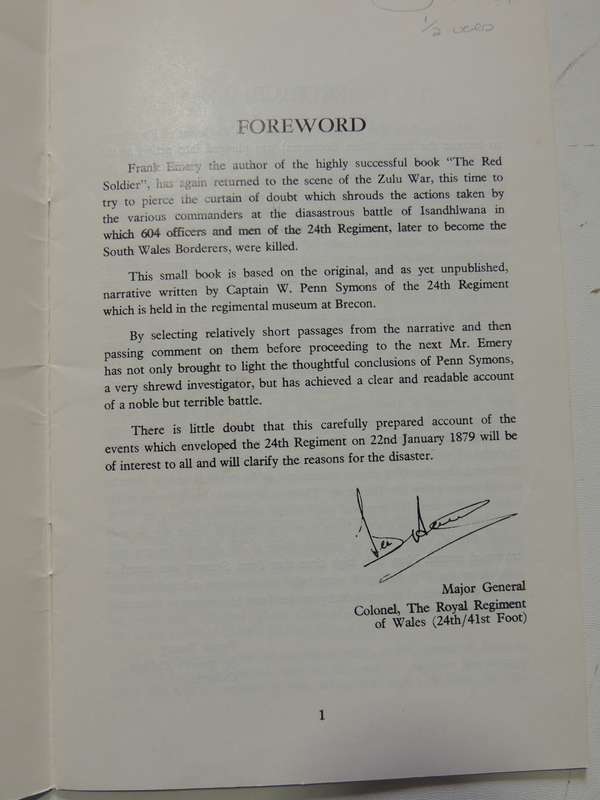 FOREWORD
Frank Emery the author of the highly successful book "The Red
Soldier", has again returned to the scene of the Zulu War, this time to
try to pierce the curtain of doubt which shrouds the actions taken by
the various commanders at the diasastrous battle of Isandhlwana in
which 604 officers and men of the 24th Regiment, later to become the
South Wales Borderers, were killed.
This small book is based on the original, and as yet unpublished,
narrative written by Captain W. Penn Symons of the 24th Regiment
which is held in the regimental museum at Brecon.
By selecting relatively short passages from the narrative and then
passing comment on them before proceeding to the next Mr. Emery
has not only brought to light the thoughtful conclusions of Penn Symons,
a very shrewd investigator, but has achieved a clear and readable account
of a noble but terrible battle.
There is little doubt that this carefully prepared account of the
events which enveloped the 24th Regiment on 22nd January 1879 will be
of interest to all and will clarify the reasons for the disaster.
Major General
Colonel, The Royal Regiment
of Wales (24th/41st Foot)
1